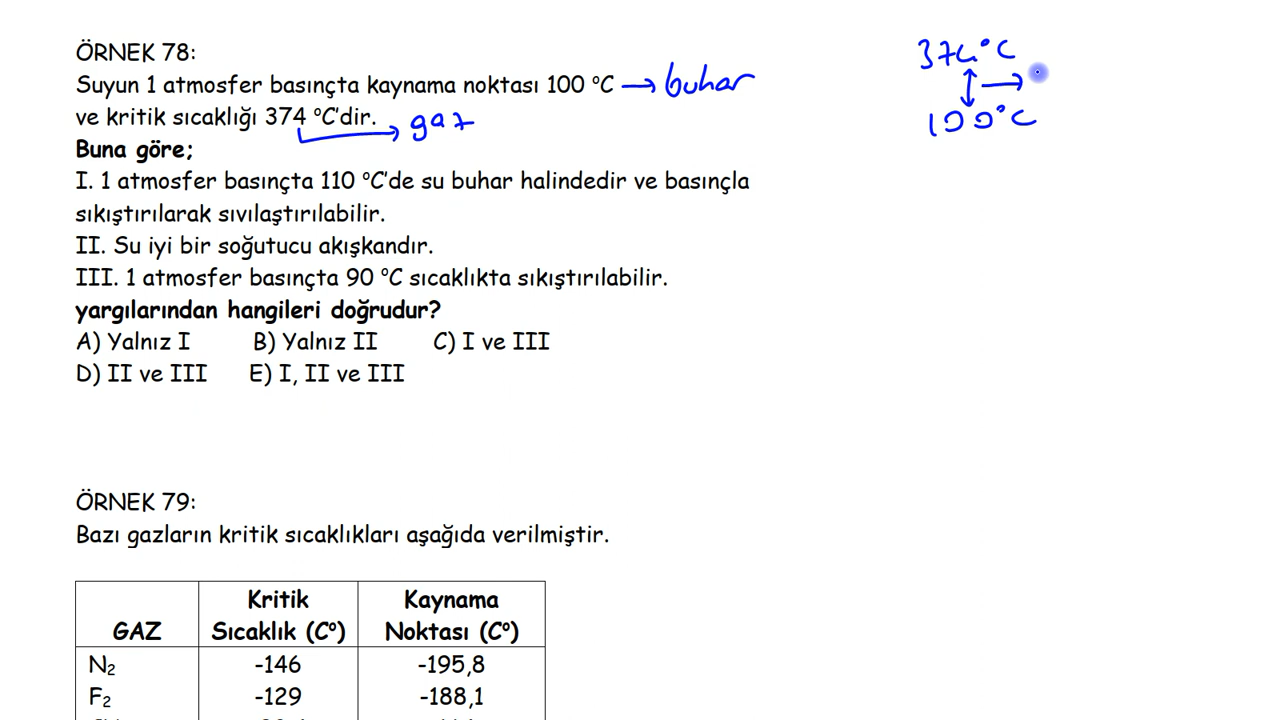 ÖRNEK 78:
Suyun 1 atmosfer basınçta kaynama noktası 100 °C → buhar
ve kritik sıcaklığı 374 °C'dir. → gaz
374°C
100°C
Buna göre;
I. 1 atmosfer basınçta 110 °C'de su buhar halindedir ve basınçla
sıkıştırılarak sıvılaştırılabilir.
II. Su iyi bir soğutucu akışkandır.
III. 1 atmosfer basınçta 90 °C sıcaklıkta sıkıştırılabilir.
yargılarından hangileri doğrudur?
A) Yalnız I B) Yalnız II C) I ve III
D) II ve III E) I, II ve III
ÖRNEK 79:
Bazı gazların kritik sıcaklıkları aşağıda verilmiştir.
GAZ Kritik Sıcaklık (C°) Kaynama Noktası (C°)
N₂ -146 -195,8
F₂ -129 -188,1